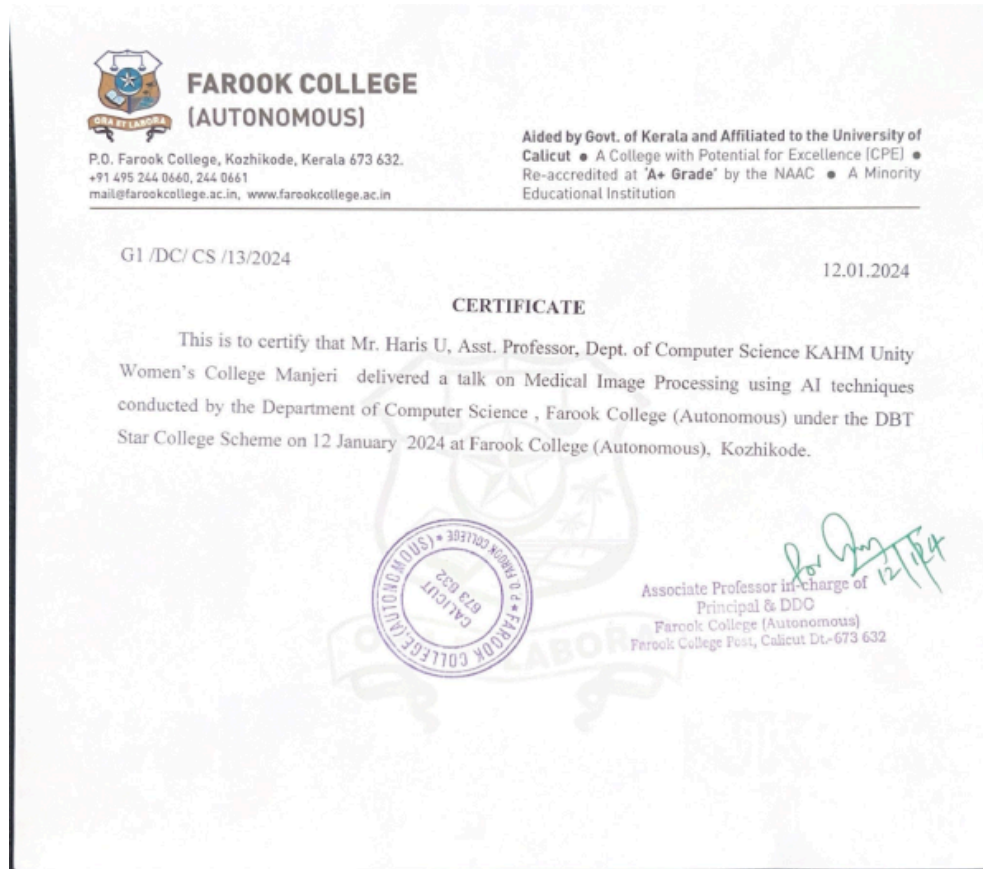 FAROOK COLLEGE
(AUTONOMOUS)
ORA ET LABORA
P.O. Farook College, Kozhikode, Kerala 673 632.
+91 495 244 0660, 244 0661
mail@farookcollege.ac.in, www.farookcollege.ac.in
Aided by Govt. of Kerala and Affiliated to the University of
Calicut ● A College with Potential for Excellence (CPE) ●
Re-accredited at 'A+ Grade' by the NAAC ● A Minority
Educational Institution
G1 /DC/ CS /13/2024
12.01.2024
CERTIFICATE
This is to certify that Mr. Haris U, Asst. Professor, Dept. of Computer Science KAHM Unity
Women's College Manjeri delivered a talk on Medical Image Processing using AI techniques
conducted by the Department of Computer Science , Farook College (Autonomous) under the DBT
Star College Scheme on 12 January 2024 at Farook College (Autonomous), Kozhikode.
FAROOK COLLEGE (AUTONOMOUS) * P.O. FAROOK COLLEGE *
CALICUT
673 632
12/1/24
Associate Professor in-charge of
Principal & DDO
Farook College (Autonomous)
Farook College Post, Calicut Dt.-673 632